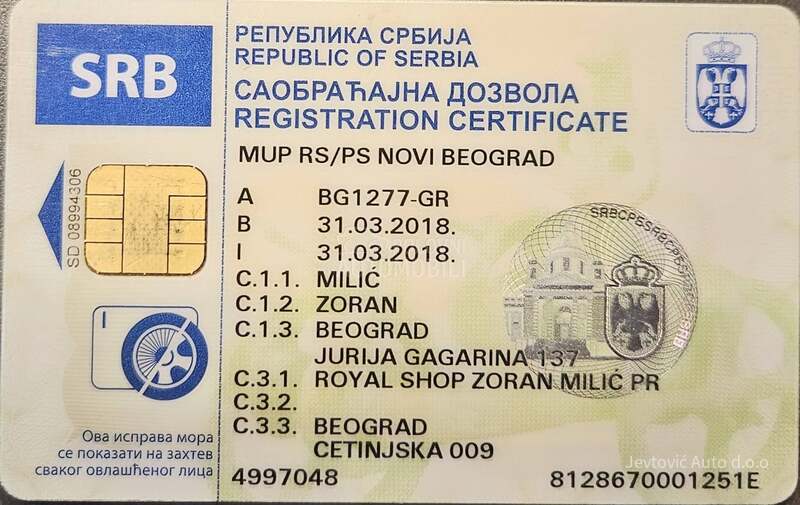 SRB
РЕПУБЛИКА СРБИЈА
REPUBLIC OF SERBIA
САОБРАЋАЈНА ДОЗВОЛА
REGISTRATION CERTIFICATE
MUP RS/PS NOVI BEOGRAD
A BG1277-GR
B 31.03.2018.
I 31.03.2018.
C.1.1. MILIĆ
C.1.2. ZORAN
C.1.3. BEOGRAD
JURIJA GAGARINA 137
C.3.1. ROYAL SHOP ZORAN MILIĆ PR
C.3.2.
C.3.3. BEOGRAD
CETINJSKA 009
4997048
8128670001251E
SD 08994306
Ова исправа мора
се показати на захтев
сваког овлашћеног лица
Jevtović Auto d.o.o